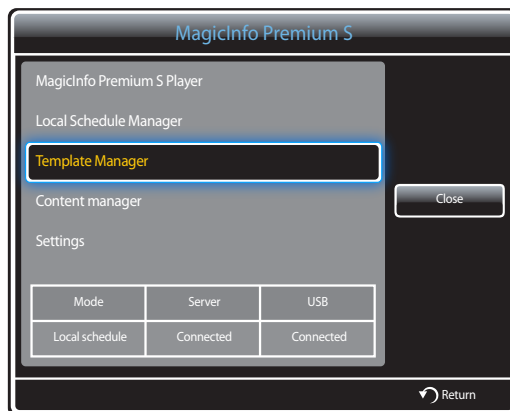 MagicInfo Premium S
MagicInfo Premium S Player
Local Schedule Manager
Template Manager
Content manager
Close
Settings
Mode Server USB
Local schedule Connected Connected
Return